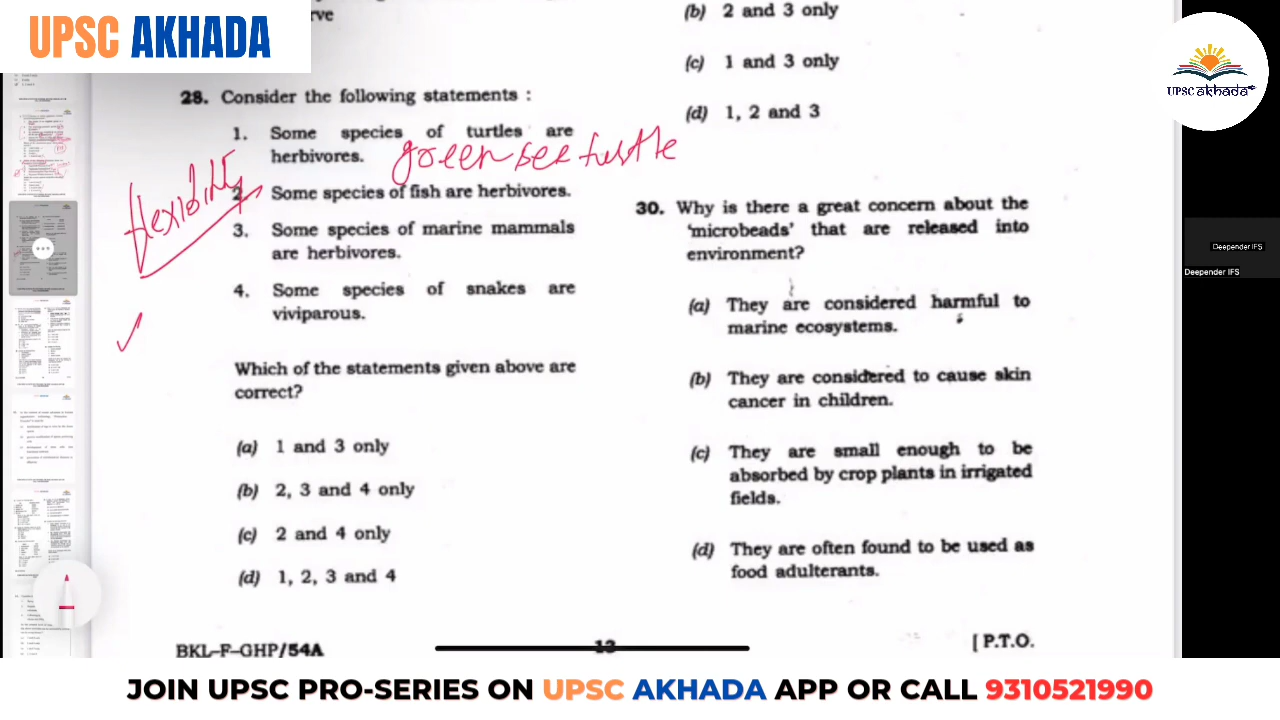 UPSC AKHADA
rve
28. Consider the following statements :
1. Some species of turtles are
herbivores.
green see turtle
flexibility
2. Some species of fish are herbivores.
3. Some species of marine mammals
are herbivores.
4. Some species of snakes are
viviparous.
Which of the statements given above are
correct?
(a) 1 and 3 only
(b) 2, 3 and 4 only
(c) 2 and 4 only
(d) 1, 2, 3 and 4
BKL-F-GHP/54A
13
(b) 2 and 3 only
(c) 1 and 3 only
(d) 1, 2 and 3
30. Why is there a great concern about the
'microbeads' that are released into
environment?
(a) They are considered harmful to
marine ecosystems.
(b) They are considered to cause skin
cancer in children.
(c) They are small enough to be
absorbed by crop plants in irrigated
fields.
(d) They are often found to be used as
food adulterants.
[ P.T.O.
UPSC akhada
Deepender IFS
Deepender IFS
JOIN UPSC PRO-SERIES ON UPSC AKHADA APP OR CALL 9310521990